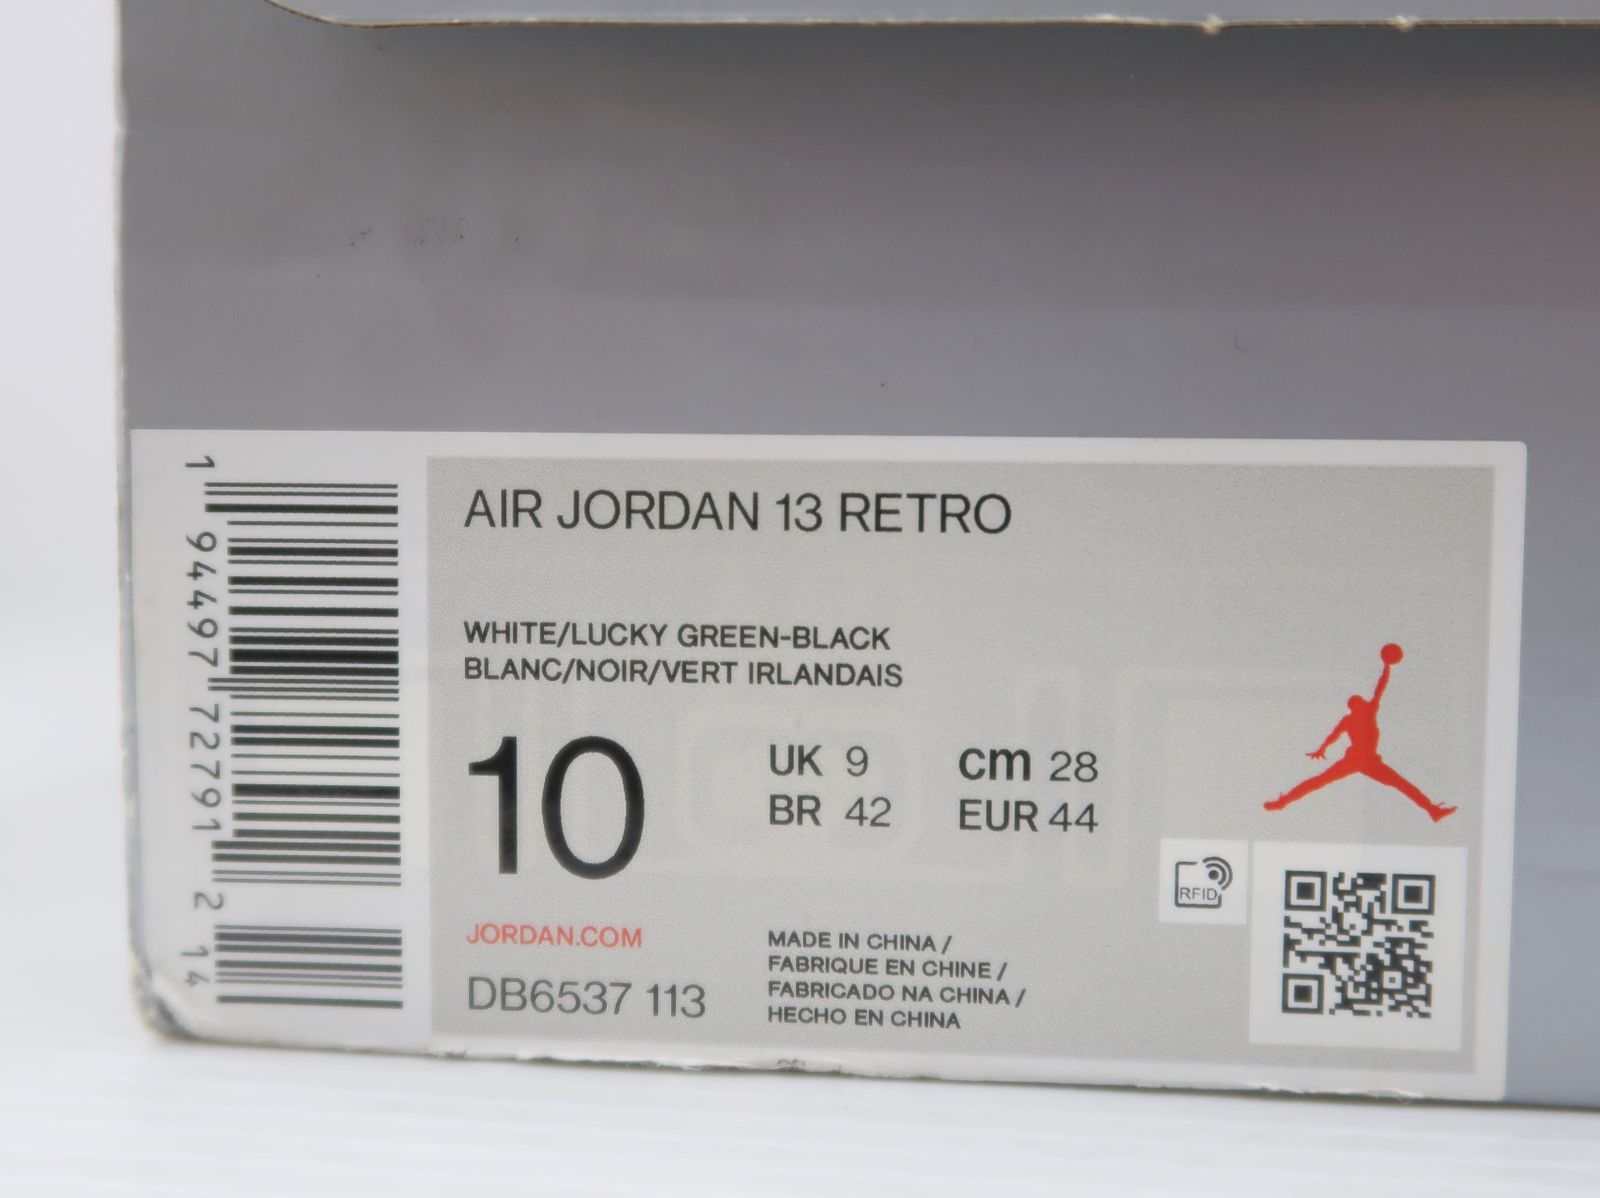 1 94497 72791 2 14
AIR JORDAN 13 RETRO
WHITE/LUCKY GREEN-BLACK
BLANC/NOIR/VERT IRLANDAIS
10
UK 9 cm 28
BR 42 EUR 44
RFID
JORDAN.COM
DB6537 113
MADE IN CHINA /
FABRIQUE EN CHINE /
FABRICADO NA CHINA /
HECHO EN CHINA